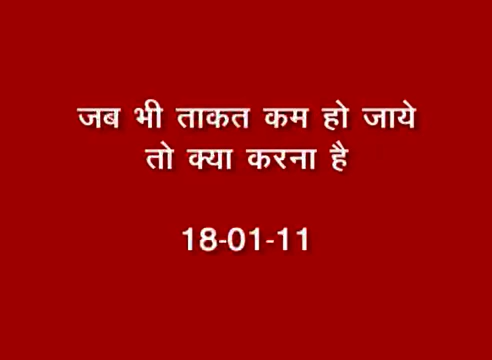 जब भी ताकत कम हो जाये
तो क्या करना है
18-01-11